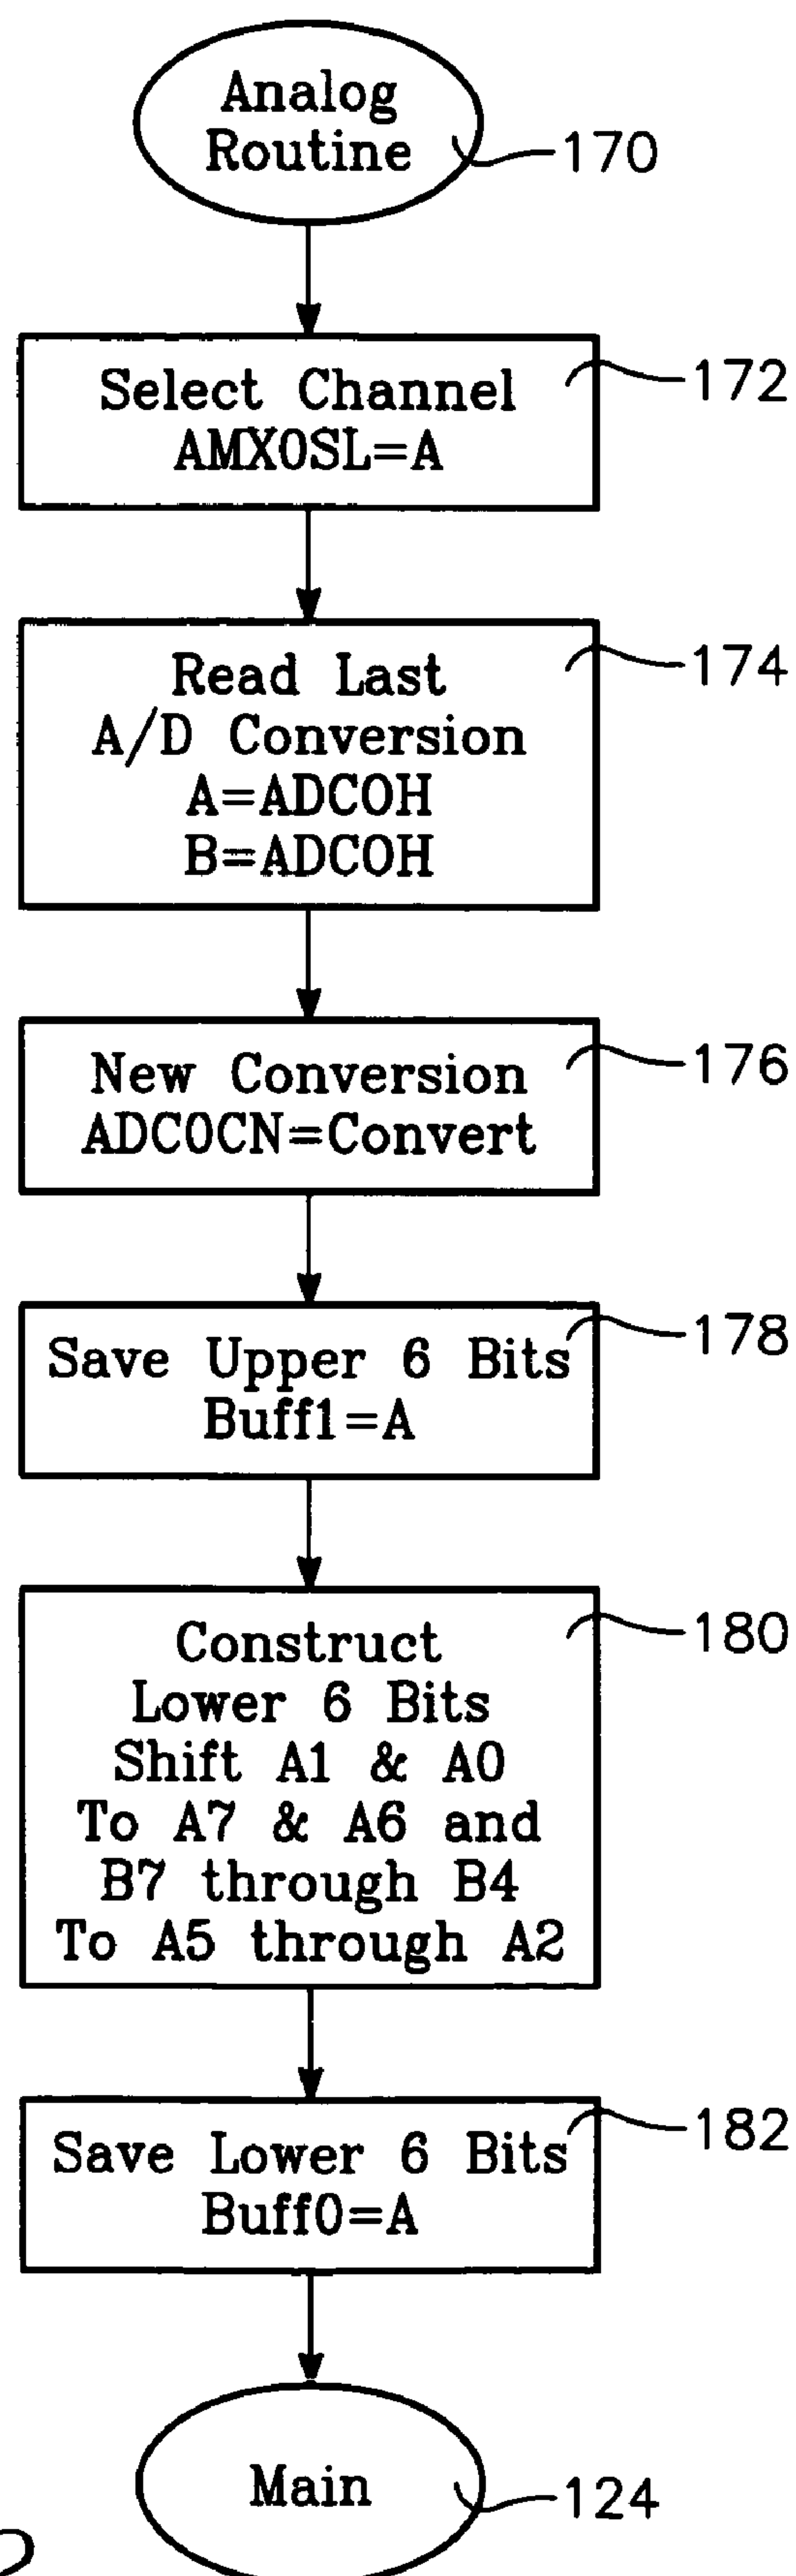 Analog
Routine
170
Select Channel
AMX0SL=A
172
Read Last
A/D Conversion
A=ADC0H
B=ADC0H
174
New Conversion
ADC0CN=Convert
176
Save Upper 6 Bits
Buff1=A
178
Construct
Lower 6 Bits
Shift A1 & A0
To A7 & A6 and
B7 through B4
To A5 through A2
180
Save Lower 6 Bits
Buff0=A
182
Main
124